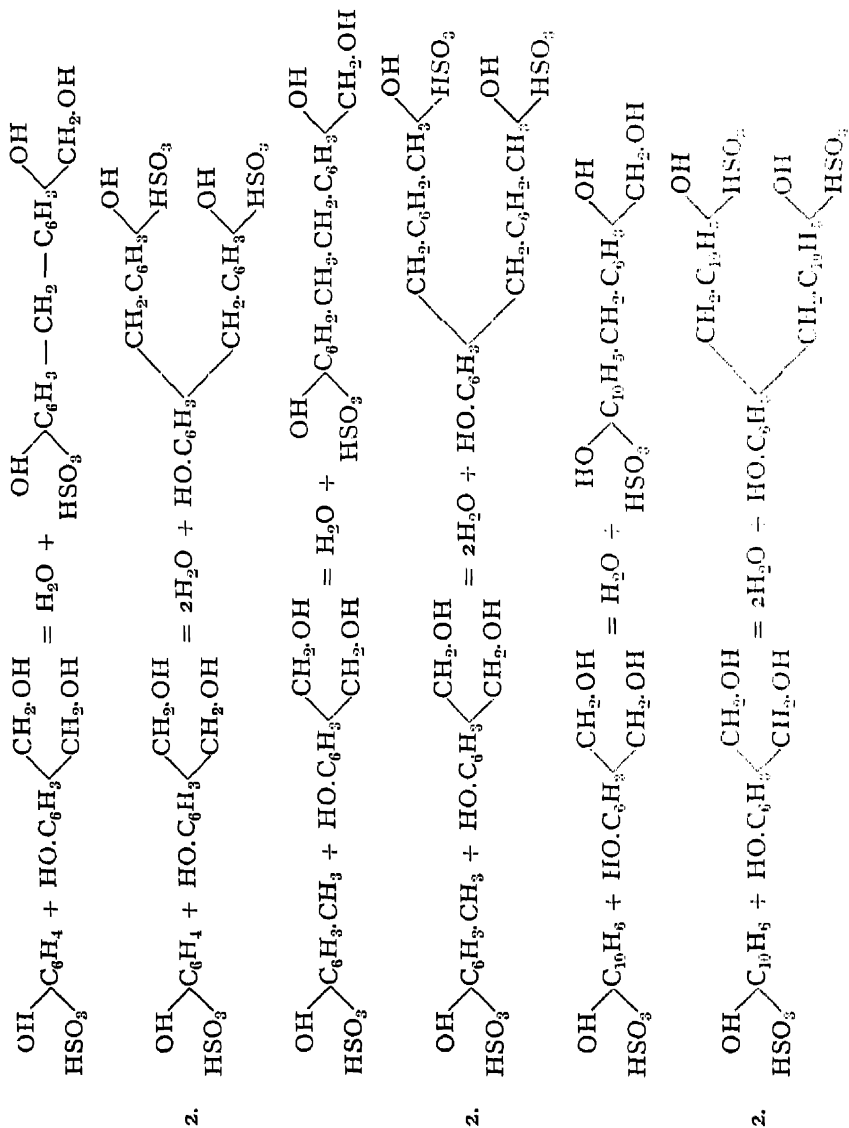 OH OH
C₆H₄ + HO.C₆H₃ CH₂.OH CH₂.OH = H₂O + C₆H₃—CH₂—C₆H₃
HSO₃ HSO₃ CH₂.OH
OH CH₂.C₆H₃ OH HSO₃
2. C₆H₄ + HO.C₆H₃ CH₂.OH CH₂.OH = 2H₂O + HO.C₆H₃
HSO₃ CH₂.C₆H₃ OH HSO₃
OH OH OH
C₆H₃.CH₃ + HO.C₆H₃ CH₂.OH CH₂.OH = H₂O + C₆H₂.CH₃.CH₂.C₆H₃
HSO₃ HSO₃ CH₂.OH
OH CH₂.C₆H₂.CH₃ OH HSO₃
2. C₆H₃.CH₃ + HO.C₆H₃ CH₂.OH CH₂.OH = 2H₂O + HO.C₆H₃
HSO₃ CH₂.C₆H₂.CH₃ OH HSO₃
OH HO OH
C₁₀H₆ + HO.C₆H₃ CH₂.OH CH₂.OH = H₂O + C₁₀H₅.CH₂.C₆H₃
HSO₃ HSO₃ CH₂.OH
OH CH₂.C₁₀H₅ OH HSO₃
2. C₁₀H₆ + HO.C₆H₃ CH₂.OH CH₂.OH = 2H₂O + HO.C₆H₃
HSO₃ CH₂.C₁₀H₅ OH HSO₃